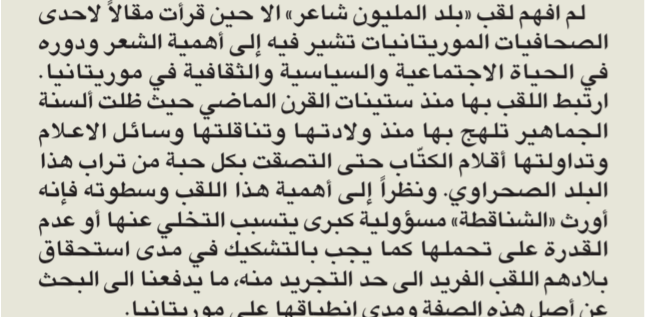 لم افهم لقب «بلد المليون شاعر» الا حين قرأت مقالاً لاحدى
الصحافيات الموريتانيات تشير فيه إلى أهمية الشعر ودوره
في الحياة الاجتماعية والسياسية والثقافية في موريتانيا.
ارتبط اللقب بها منذ ستينات القرن الماضي حيث ظلت ألسنة
الجماهير تلهج بها منذ ولادتها وتناقلتها وسائل الاعلام
وتداولتها أقلام الكتّاب حتى التصقت بكل حبة من تراب هذا
البلد الصحراوي. ونظراً إلى أهمية هذا اللقب وسطوته فإنه
أورث «الشناقطة» مسؤولية كبرى يتسبب التخلي عنها أو عدم
القدرة على تحملها كما يجب بالتشكيك في مدى استحقاق
بلادهم اللقب الفريد الى حد التجريد منه، ما يدفعنا الى البحث
عن أصل هذه الصفة ومدى انطباقها على موريتانيا.